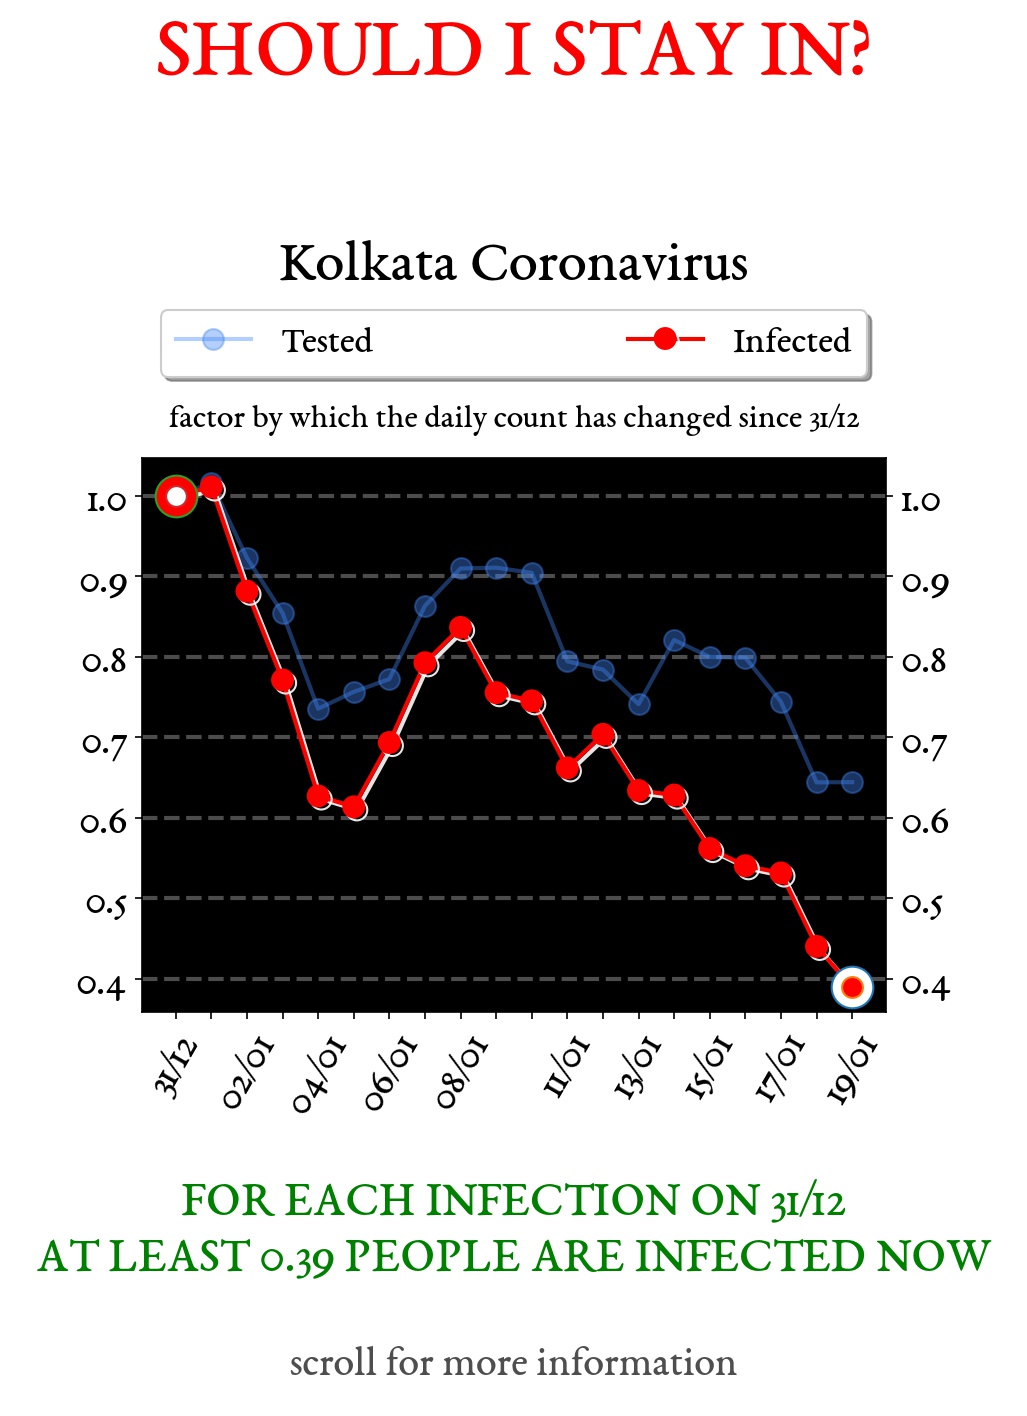 SHOULD I STAY IN?
Kolkata Coronavirus
Tested Infected
factor by which the daily count has changed since 31/12
1.0 1.0
0.9 0.9
0.8 0.8
0.7 0.7
0.6 0.6
0.5 0.5
0.4 0.4
31/12 02/01 04/01 06/01 08/01 11/01 13/01 15/01 17/01 19/01
FOR EACH INFECTION ON 31/12
AT LEAST 0.39 PEOPLE ARE INFECTED NOW
scroll for more information